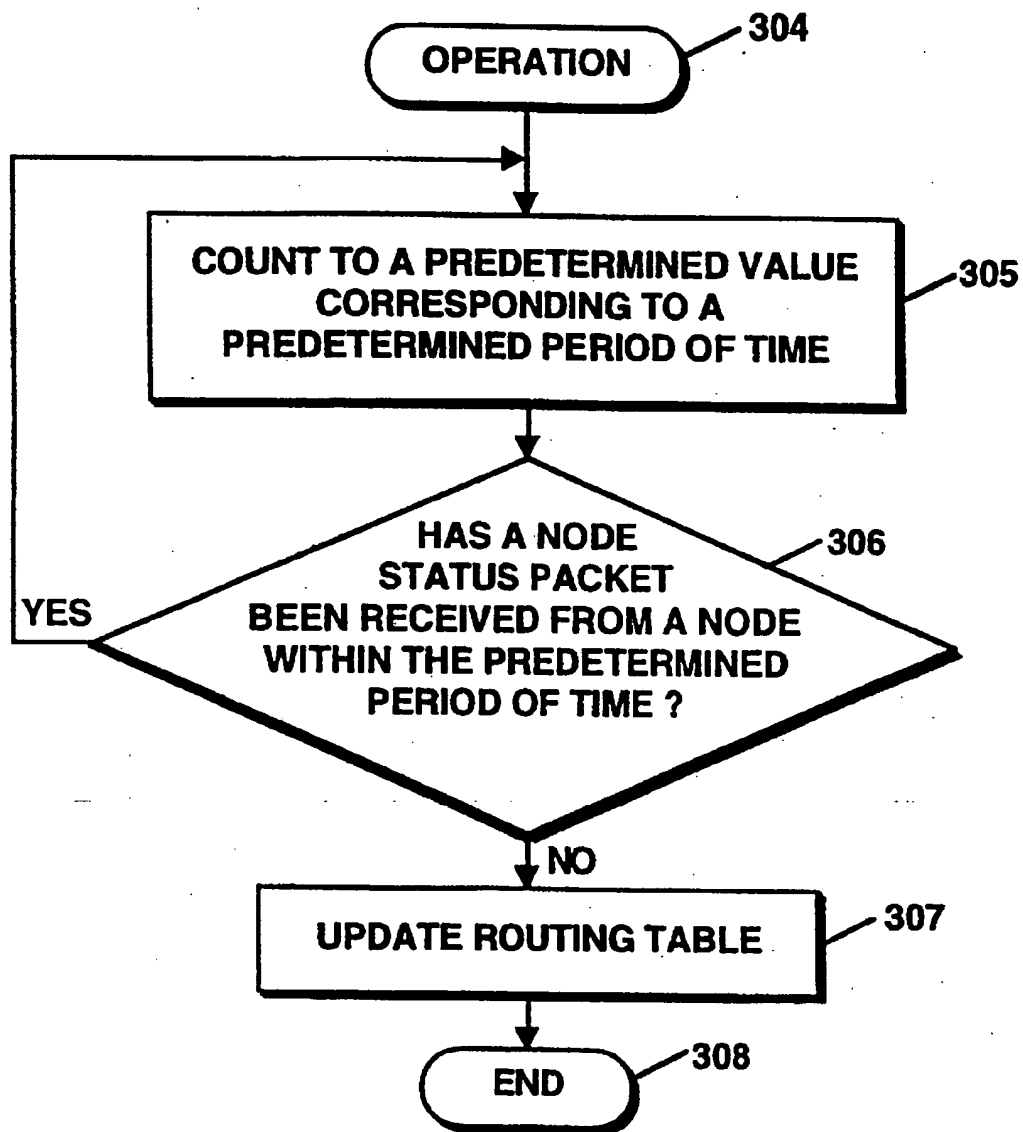 304
OPERATION
COUNT TO A PREDETERMINED VALUE
CORRESPONDING TO A
PREDETERMINED PERIOD OF TIME
305
HAS A NODE
STATUS PACKET
BEEN RECEIVED FROM A NODE
WITHIN THE PREDETERMINED
PERIOD OF TIME ?
306
YES
NO
UPDATE ROUTING TABLE
307
END
308